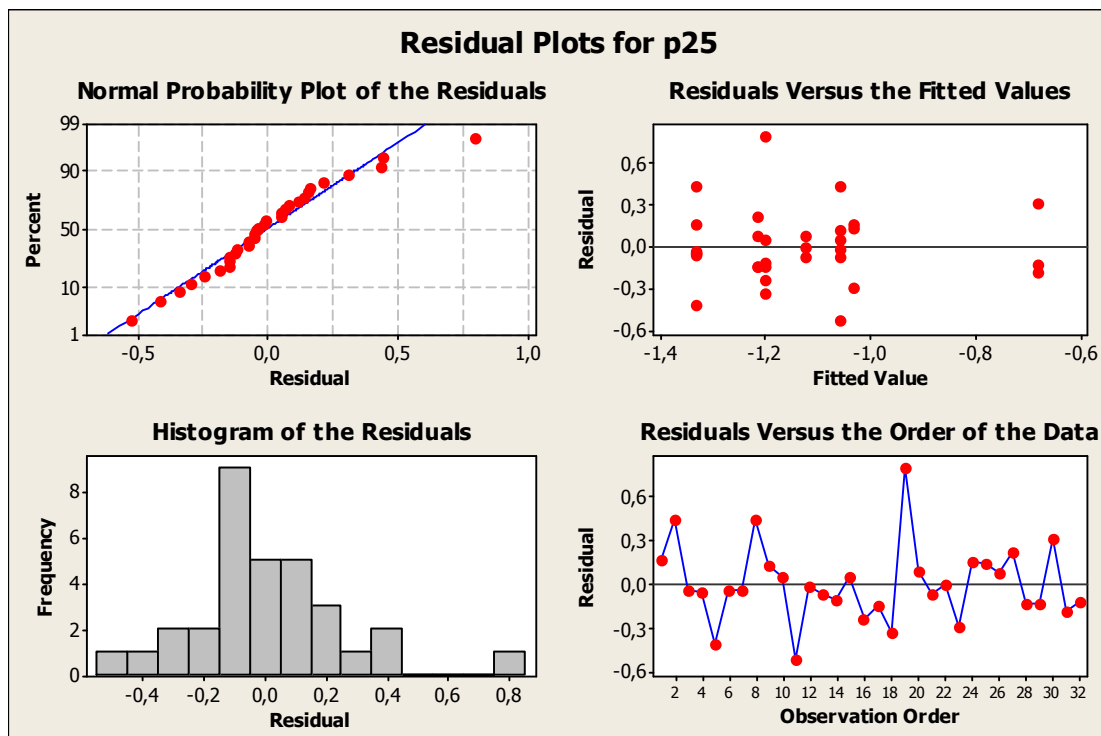 Residual Plots for p25
Normal Probability Plot of the Residuals
99
90
50
10
1
Percent
-0,5 0,0 0,5 1,0
Residual
Residuals Versus the Fitted Values
0,6
0,3
0,0
-0,3
-0,6
Residual
-1,4 -1,2 -1,0 -0,8 -0,6
Fitted Value
Histogram of the Residuals
8
6
4
2
0
Frequency
-0,4 -0,2 0,0 0,2 0,4 0,6 0,8
Residual
Residuals Versus the Order of the Data
0,6
0,3
0,0
-0,3
-0,6
Residual
2 4 6 8 10 12 14 16 18 20 22 24 26 28 30 32
Observation Order